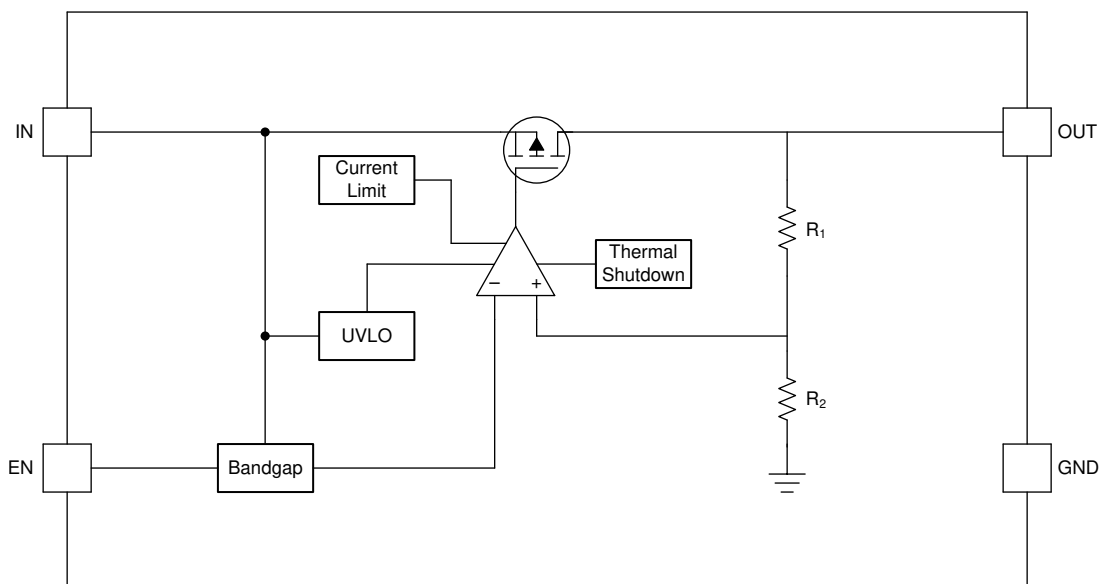 IN
OUT
Current
Limit
R₁
Thermal
Shutdown
− +
UVLO
R₂
EN
Bandgap
GND